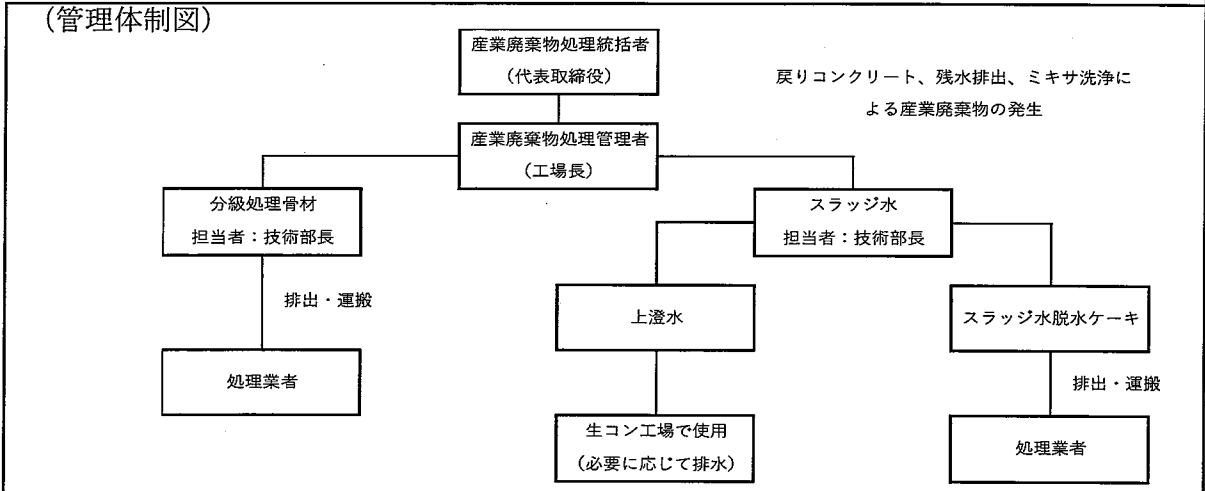 (管理体制図)
産業廃棄物処理統括者
(代表取締役)
戻りコンクリート、残水排出、ミキサ洗浄に
よる産業廃棄物の発生
産業廃棄物処理管理者
(工場長)
分級処理骨材
担当者：技術部長
スラッジ水
担当者：技術部長
排出・運搬
上澄水
スラッジ水脱水ケーキ
処理業者
排出・運搬
生コン工場で使用
(必要に応じて排水)
処理業者